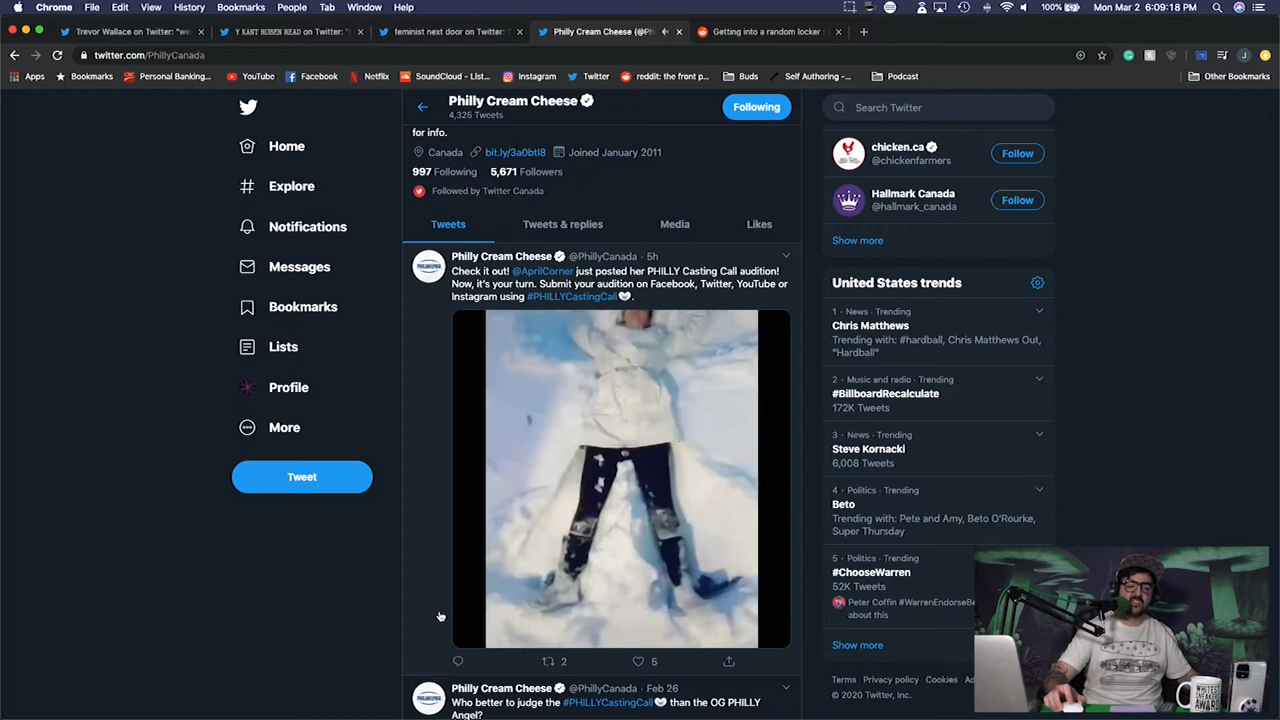 Chrome File Edit View History Bookmarks People Tab Window Help 100% Mon Mar 2 6:09:18 PM
Trevor Wallace on Twitter: "we
Y KANT RUBEN READ on Twitter: "
feminist next door on Twitter: "
Philly Cream Cheese (@Ph
Getting into a random locker :
twitter.com/PhillyCanada
Apps Bookmarks Personal Banking... YouTube Facebook Netflix SoundCloud - List... Instagram Twitter reddit: the front p... Buds Self Authoring -... Podcast Other Bookmarks
Home
Explore
Notifications
Messages
Bookmarks
Lists
Profile
More
Tweet
Philly Cream Cheese
4,325 Tweets
Following
for info.
Canada bit.ly/3a0btI8 Joined January 2011
997 Following 5,671 Followers
Followed by Twitter Canada
Tweets Tweets & replies Media Likes
Philly Cream Cheese @PhillyCanada · 5h
Check it out! @AprilCorner just posted her PHILLY Casting Call audition!
Now, it's your turn. Submit your audition on Facebook, Twitter, YouTube or
Instagram using #PHILLYCastingCall.
2 5
Philly Cream Cheese @PhillyCanada · Feb 26
Who better to judge the #PHILLYCastingCall than the OG PHILLY
Angel?
Search Twitter
chicken.ca
@chickenfarmers
Follow
Hallmark Canada
@hallmark_canada
Follow
Show more
United States trends
1 · News · Trending
Chris Matthews
Trending with: #hardball, Chris Matthews Out,
"Hardball"
2 · Music and radio · Trending
#BillboardRecalculate
172K Tweets
3 · News · Trending
Steve Kornacki
6,008 Tweets
4 · Politics · Trending
Beto
Trending with: Pete and Amy, Beto O'Rourke,
Super Thursday
5 · Politics · Trending
#ChooseWarren
52K Tweets
Peter Coffin #WarrenEndorseBe
about this
Show more
Terms Privacy policy Cookies Ad
© 2020 Twitter, Inc.